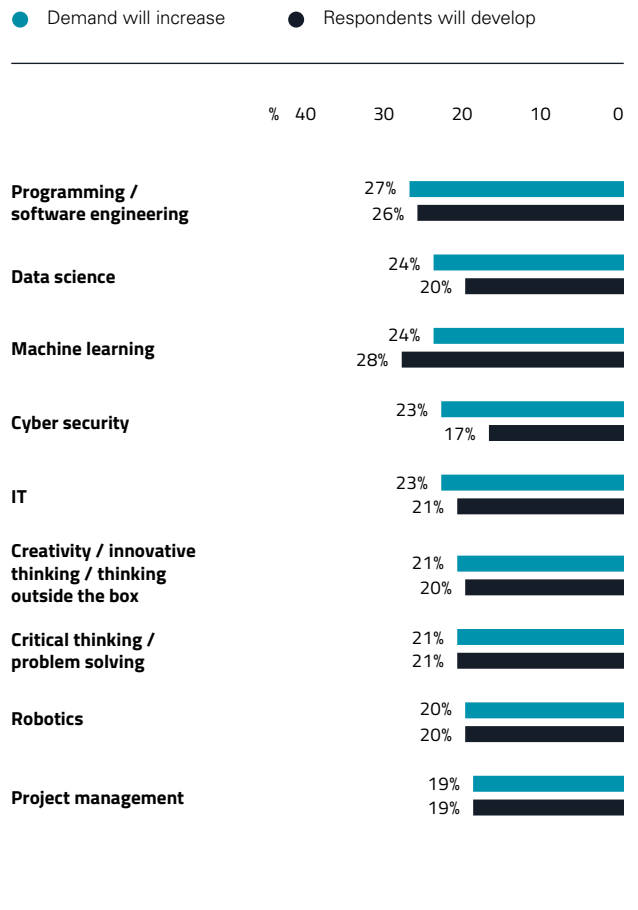 Demand will increase
Respondents will develop
% 40 30 20 10 0
Programming /
software engineering
27%
26%
Data science
24%
20%
Machine learning
24%
28%
Cyber security
23%
17%
IT
23%
21%
Creativity / innovative
thinking / thinking
outside the box
21%
20%
Critical thinking /
problem solving
21%
21%
Robotics
20%
20%
Project management
19%
19%